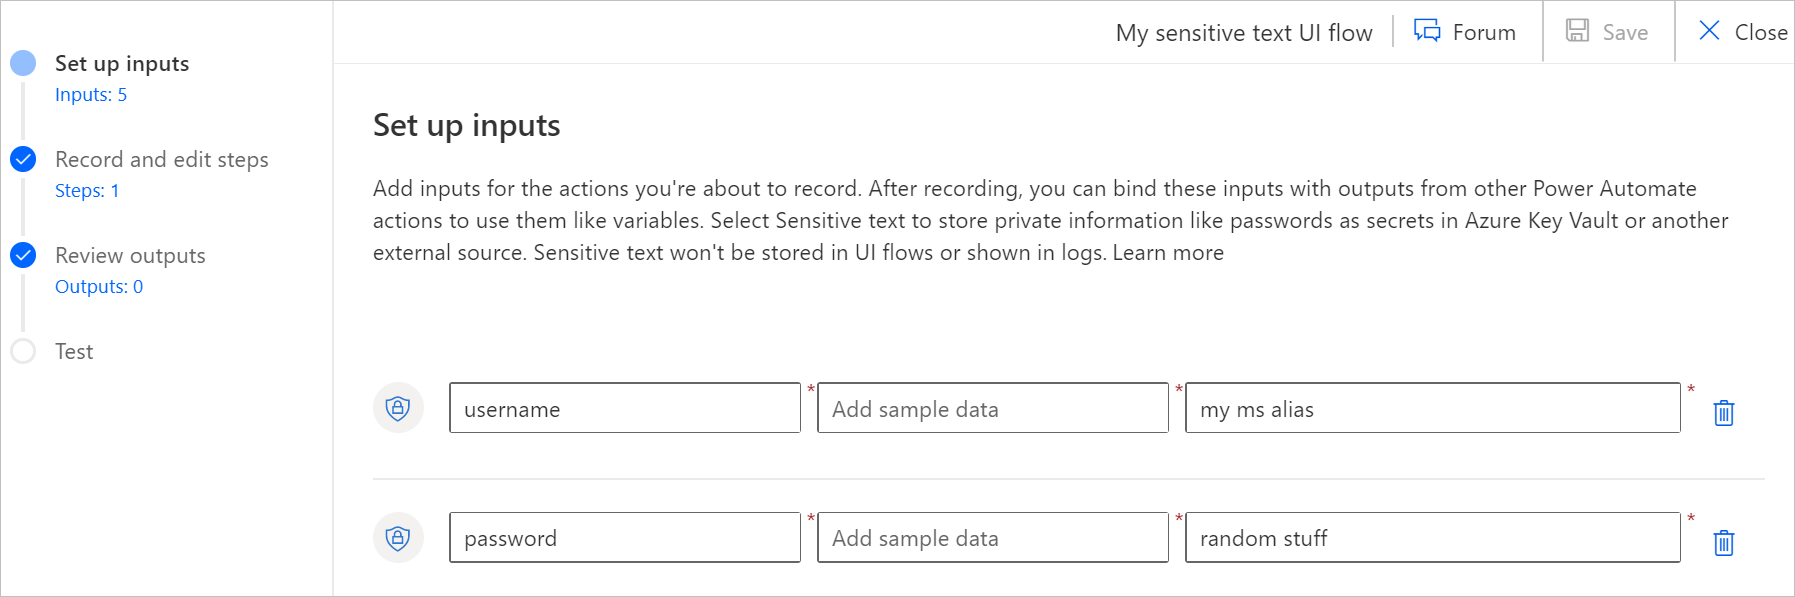 My sensitive text UI flow
Forum
Save
Close
Set up inputs
Inputs: 5
Record and edit steps
Steps: 1
Review outputs
Outputs: 0
Test
Set up inputs
Add inputs for the actions you're about to record. After recording, you can bind these inputs with outputs from other Power Automate
actions to use them like variables. Select Sensitive text to store private information like passwords as secrets in Azure Key Vault or another
external source. Sensitive text won't be stored in UI flows or shown in logs. Learn more
username * Add sample data * my ms alias *
password * Add sample data * random stuff *